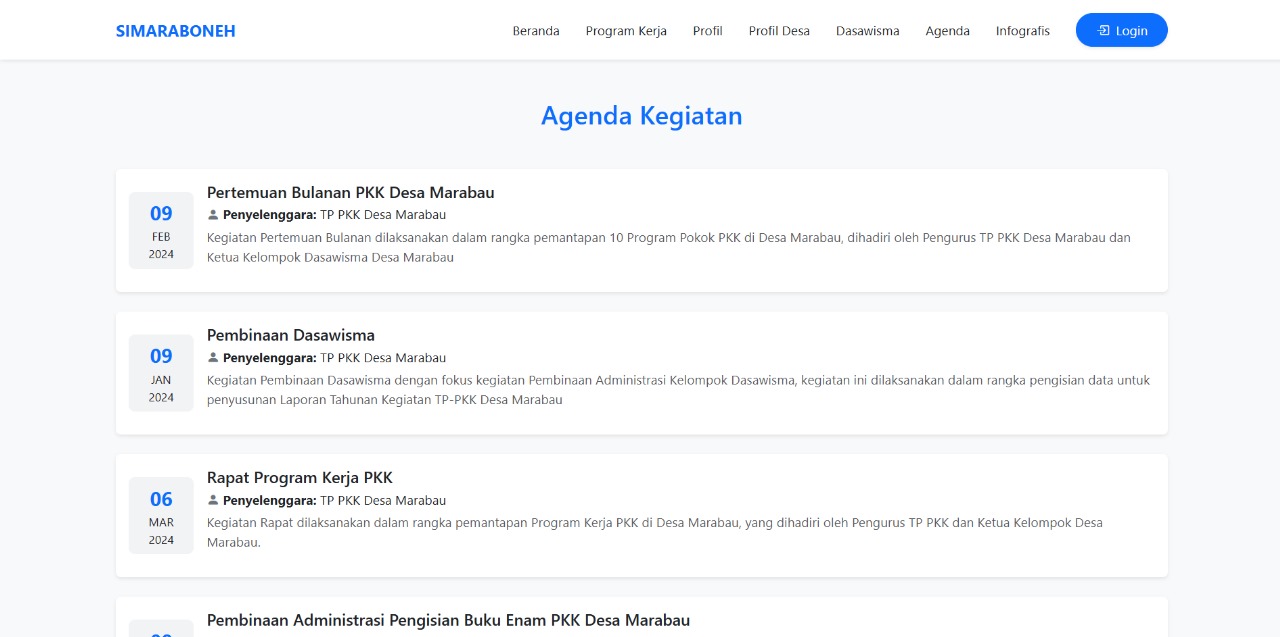 SIMARABONEH
Beranda
Program Kerja
Profil
Profil Desa
Dasawisma
Agenda
Infografis
Login
Agenda Kegiatan
09
FEB
2024
Pertemuan Bulanan PKK Desa Marabau
Penyelenggara: TP PKK Desa Marabau
Kegiatan Pertemuan Bulanan dilaksanakan dalam rangka pemantapan 10 Program Pokok PKK di Desa Marabau, dihadiri oleh Pengurus TP PKK Desa Marabau dan
Ketua Kelompok Dasawisma Desa Marabau
09
JAN
2024
Pembinaan Dasawisma
Penyelenggara: TP PKK Desa Marabau
Kegiatan Pembinaan Dasawisma dengan fokus kegiatan Pembinaan Administrasi Kelompok Dasawisma, kegiatan ini dilaksanakan dalam rangka pengisian data untuk
penyusunan Laporan Tahunan Kegiatan TP-PKK Desa Marabau
06
MAR
2024
Rapat Program Kerja PKK
Penyelenggara: TP PKK Desa Marabau
Kegiatan Rapat dilaksanakan dalam rangka pemantapan Program Kerja PKK di Desa Marabau, yang dihadiri oleh Pengurus TP PKK dan Ketua Kelompok Desa
Marabau.
Pembinaan Administrasi Pengisian Buku Enam PKK Desa Marabau